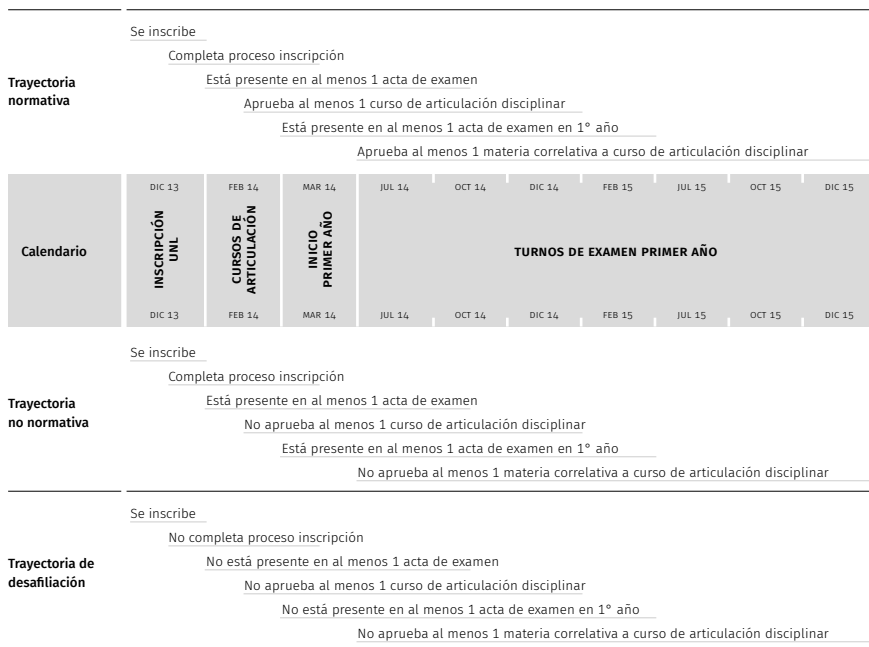 Se inscribe
Completa proceso inscripción
Está presente en al menos 1 acta de examen
Aprueba al menos 1 curso de articulación disciplinar
Está presente en al menos 1 acta de examen en 1° año
Aprueba al menos 1 materia correlativa a curso de articulación disciplinar
Trayectoria
normativa
DIC 13 FEB 14 MAR 14 JUL 14 OCT 14 DIC 14 FEB 15 JUL 15 OCT 15 DIC 15
Calendario
INSCRIPCIÓN
UNL
CURSOS DE
ARTICULACIÓN
INICIO
PRIMER AÑO
TURNOS DE EXAMEN PRIMER AÑO
DIC 13 FEB 14 MAR 14 JUL 14 OCT 14 DIC 14 FEB 15 JUL 15 OCT 15 DIC 15
Se inscribe
Completa proceso inscripción
Está presente en al menos 1 acta de examen
No aprueba al menos 1 curso de articulación disciplinar
Está presente en al menos 1 acta de examen en 1° año
No aprueba al menos 1 materia correlativa a curso de articulación disciplinar
Trayectoria
no normativa
Se inscribe
No completa proceso inscripción
No está presente en al menos 1 acta de examen
No aprueba al menos 1 curso de articulación disciplinar
No está presente en al menos 1 acta de examen en 1° año
No aprueba al menos 1 materia correlativa a curso de articulación disciplinar
Trayectoria de
desafiliación